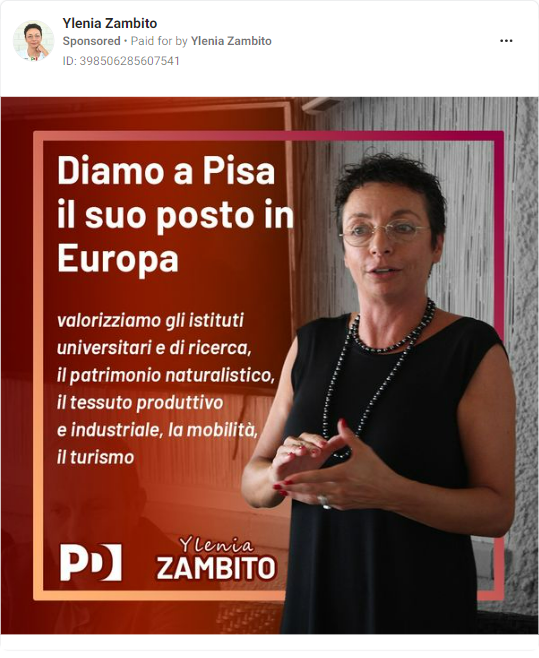 Ylenia Zambito
Sponsored • Paid for by Ylenia Zambito
ID: 398506285607541
Diamo a Pisa
il suo posto in
Europa
valorizziamo gli istituti
universitari e di ricerca,
il patrimonio naturalistico,
il tessuto produttivo
e industriale, la mobilità,
il turismo
PD
Ylenia
ZAMBITO